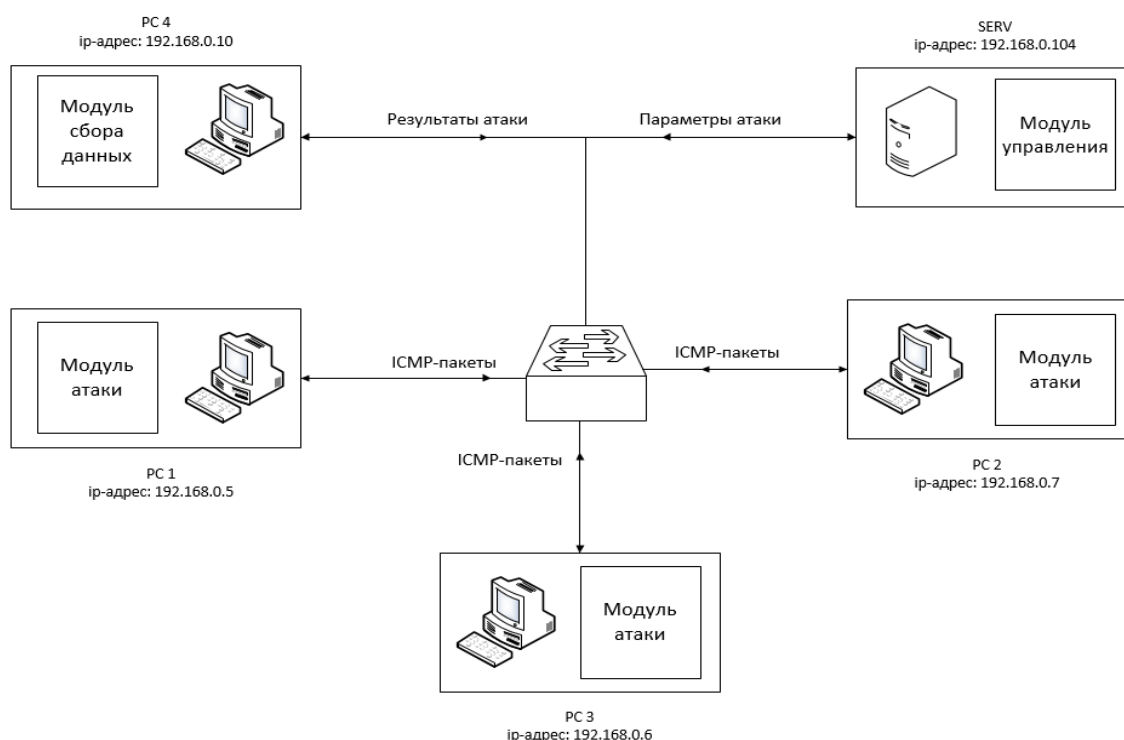 PC 4
ip-адрес: 192.168.0.10
SERV
ip-адрес: 192.168.0.104
Модуль
сбора
данных
Результаты атаки
Параметры атаки
Модуль
управления
Модуль
атаки
ICMP-пакеты
ICMP-пакеты
Модуль
атаки
PC 1
ip-адрес: 192.168.0.5
ICMP-пакеты
PC 2
ip-адрес: 192.168.0.7
Модуль
атаки
PC 3
ip-адрес: 192.168.0.6